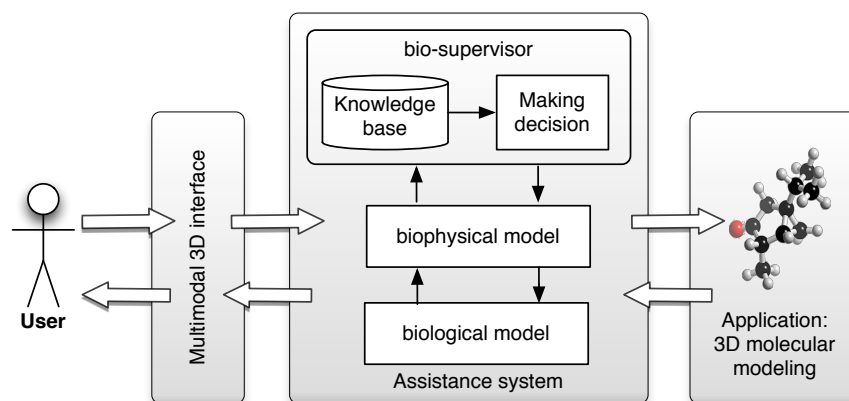 bio-supervisor
Knowledge
base
Making
decision
Multimodal 3D interface
biophysical model
biological model
User
Assistance system
Application:
3D molecular
modeling